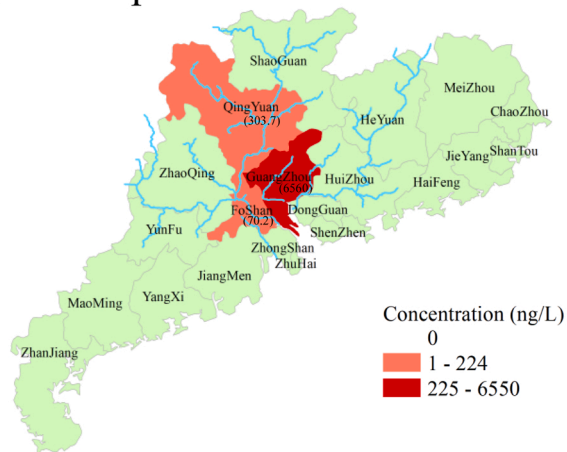 ShaoGuan
MeiZhou
QingYuan
(303.7)
HeYuan
ChaoZhou
ShanTou
JieYang
ZhaoQing
GuangZhou
(6560)
HuiZhou
HaiFeng
FoShan
(70.2)
DongGuan
YunFu
ShenZhen
ZhongShan
ZhuHai
JiangMen
YangXi
MaoMing
ZhanJiang
Concentration (ng/L)
0
1 - 224
225 - 6550